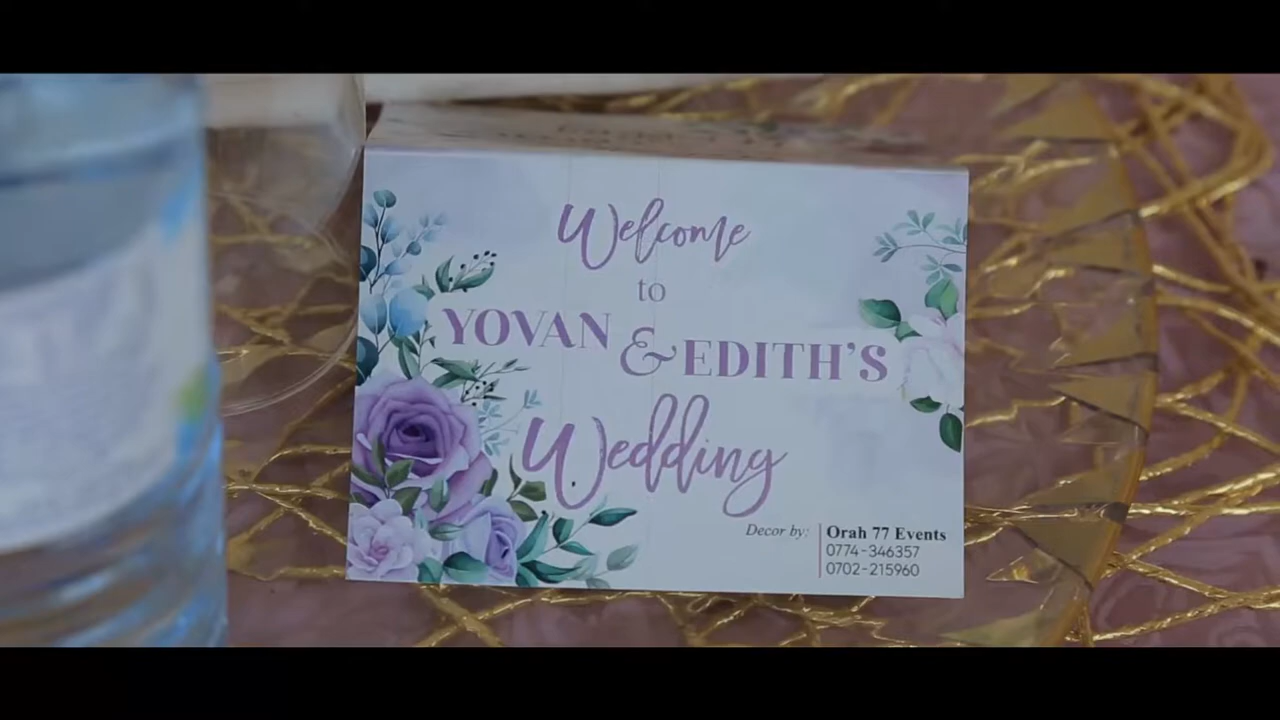 Welcome
to
YOVAN & EDITH'S
Wedding
Decor by: Orah 77 Events
0774-346357
0702-215960